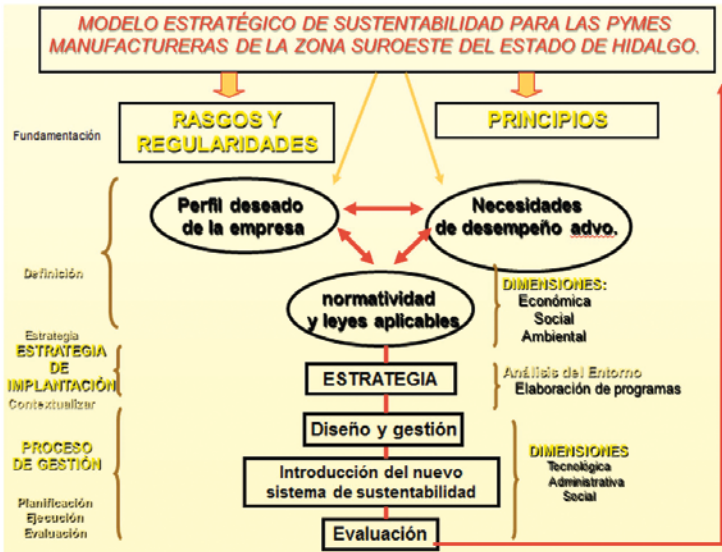 MODELO ESTRATÉGICO DE SUSTENTABILIDAD PARA LAS PYMES
MANUFACTURERAS DE LA ZONA SUROESTE DEL ESTADO DE HIDALGO.
Fundamentación
RASGOS Y
REGULARIDADES
PRINCIPIOS
Perfil deseado
de la empresa
Necesidades
de desempeño advo.
Definición
normatividad
y leyes aplicables
DIMENSIONES:
Económica
Social
Ambiental
Estrategia
ESTRATEGIA
DE
IMPLANTACIÓN
Contextualizar
ESTRATEGIA
Análisis del Entorno
Elaboración de programas
PROCESO
DE GESTIÓN
Planificación
Ejecución
Evaluación
Diseño y gestión
Introducción del nuevo
sistema de sustentabilidad
Evaluación
DIMENSIONES
Tecnológica
Administrativa
Social